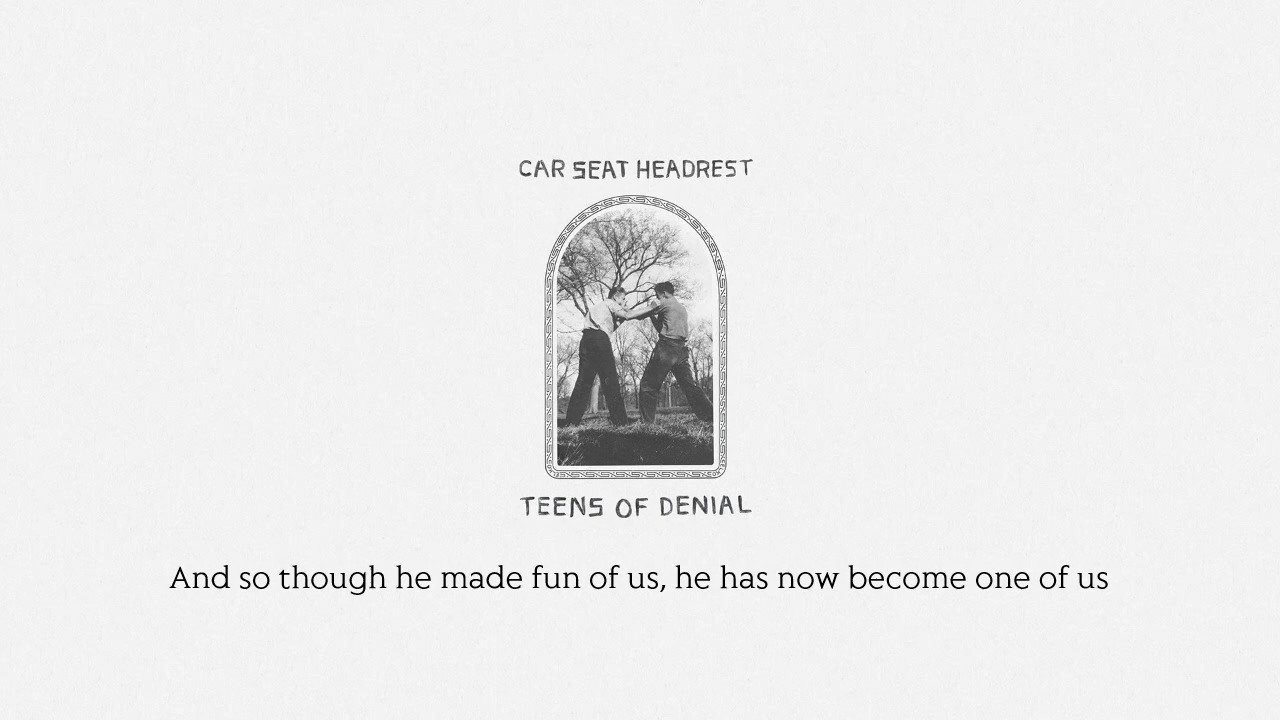 CAR SEAT HEADREST
TEENS OF DENIAL
And so though he made fun of us, he has now become one of us